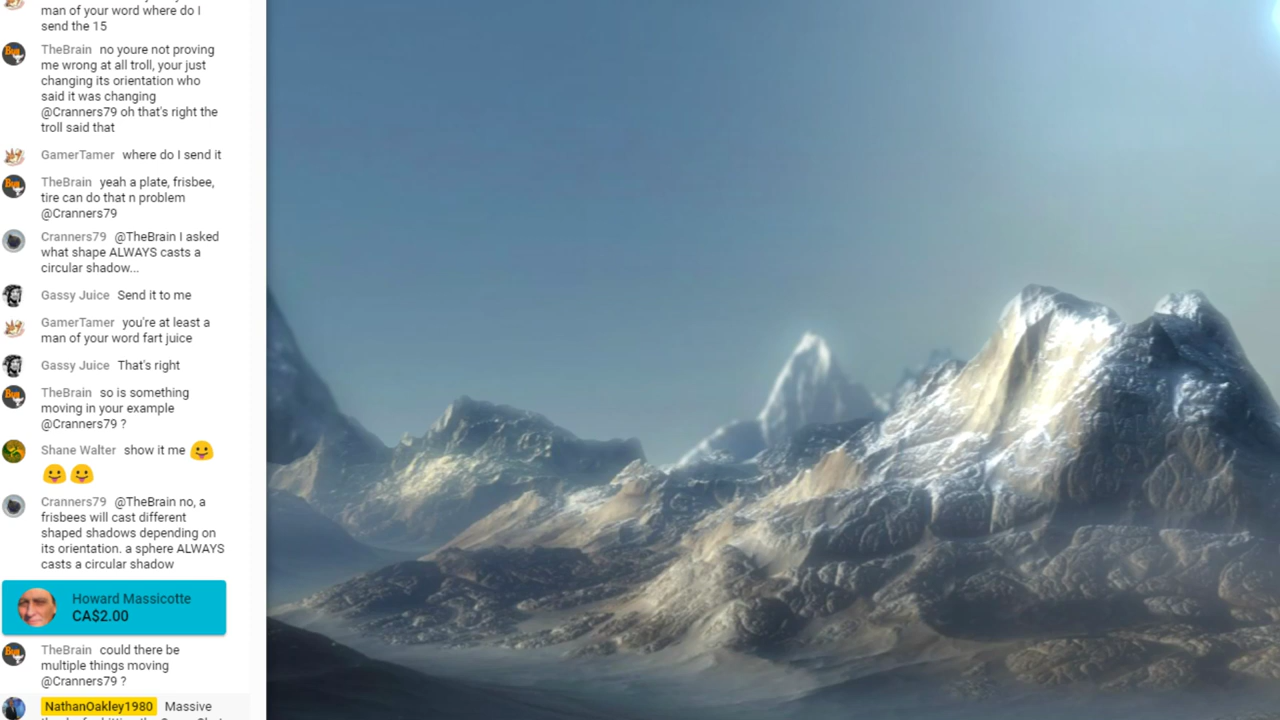 man of your word where do I
send the 15
TheBrain no youre not proving
me wrong at all troll, your just
changing its orientation who
said it was changing
@Cranners79 oh that's right the
troll said that
GamerTamer where do I send it
TheBrain yeah a plate, frisbee,
tire can do that n problem
@Cranners79
Cranners79 @TheBrain I asked
what shape ALWAYS casts a
circular shadow...
Gassy Juice Send it to me
GamerTamer you're at least a
man of your word fart juice
Gassy Juice That's right
TheBrain so is something
moving in your example
@Cranners79 ?
Shane Walter show it me 😛
😛😛
Cranners79 @TheBrain no, a
frisbees will cast different
shaped shadows depending on
its orientation. a sphere ALWAYS
casts a circular shadow
Howard Massicotte
CA$2.00
TheBrain could there be
multiple things moving
@Cranners79 ?
NathanOakley1980 Massive